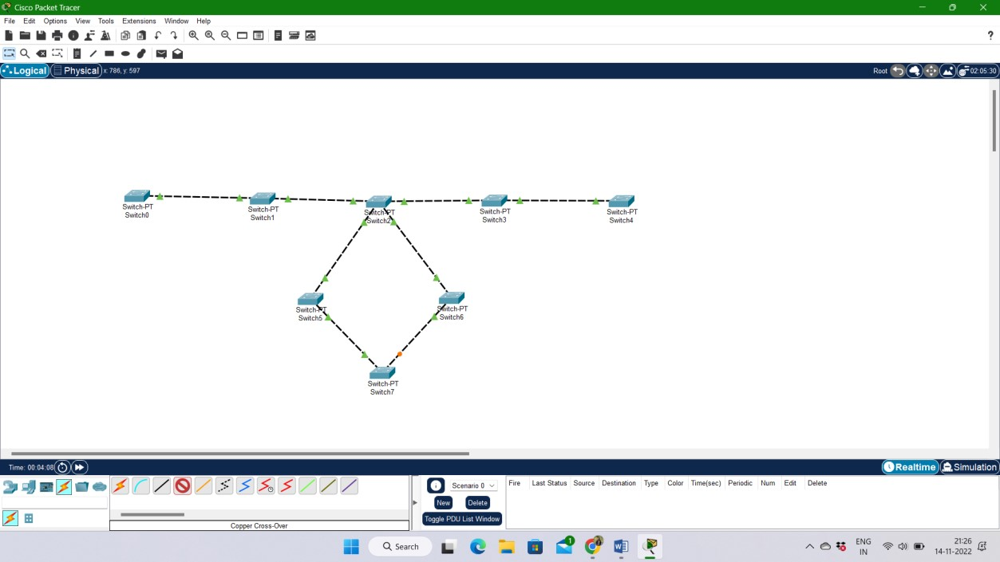 Cisco Packet Tracer
File Edit Options View Tools Extensions Window Help
?
Logical Physical x: 786, y: 597 Root 02:05:30
Switch-PT
Switch0
Switch-PT
Switch1
Switch-PT
Switch2
Switch-PT
Switch3
Switch-PT
Switch4
Switch-PT
Switch5
Switch-PT
Switch6
Switch-PT
Switch7
Time: 00:04:08 Realtime Simulation
Scenario 0
New Delete
Toggle PDU List Window
Fire Last Status Source Destination Type Color Time(sec) Periodic Num Edit Delete
Copper Cross-Over
Search 1 ENG
IN
21:26
14-11-2022